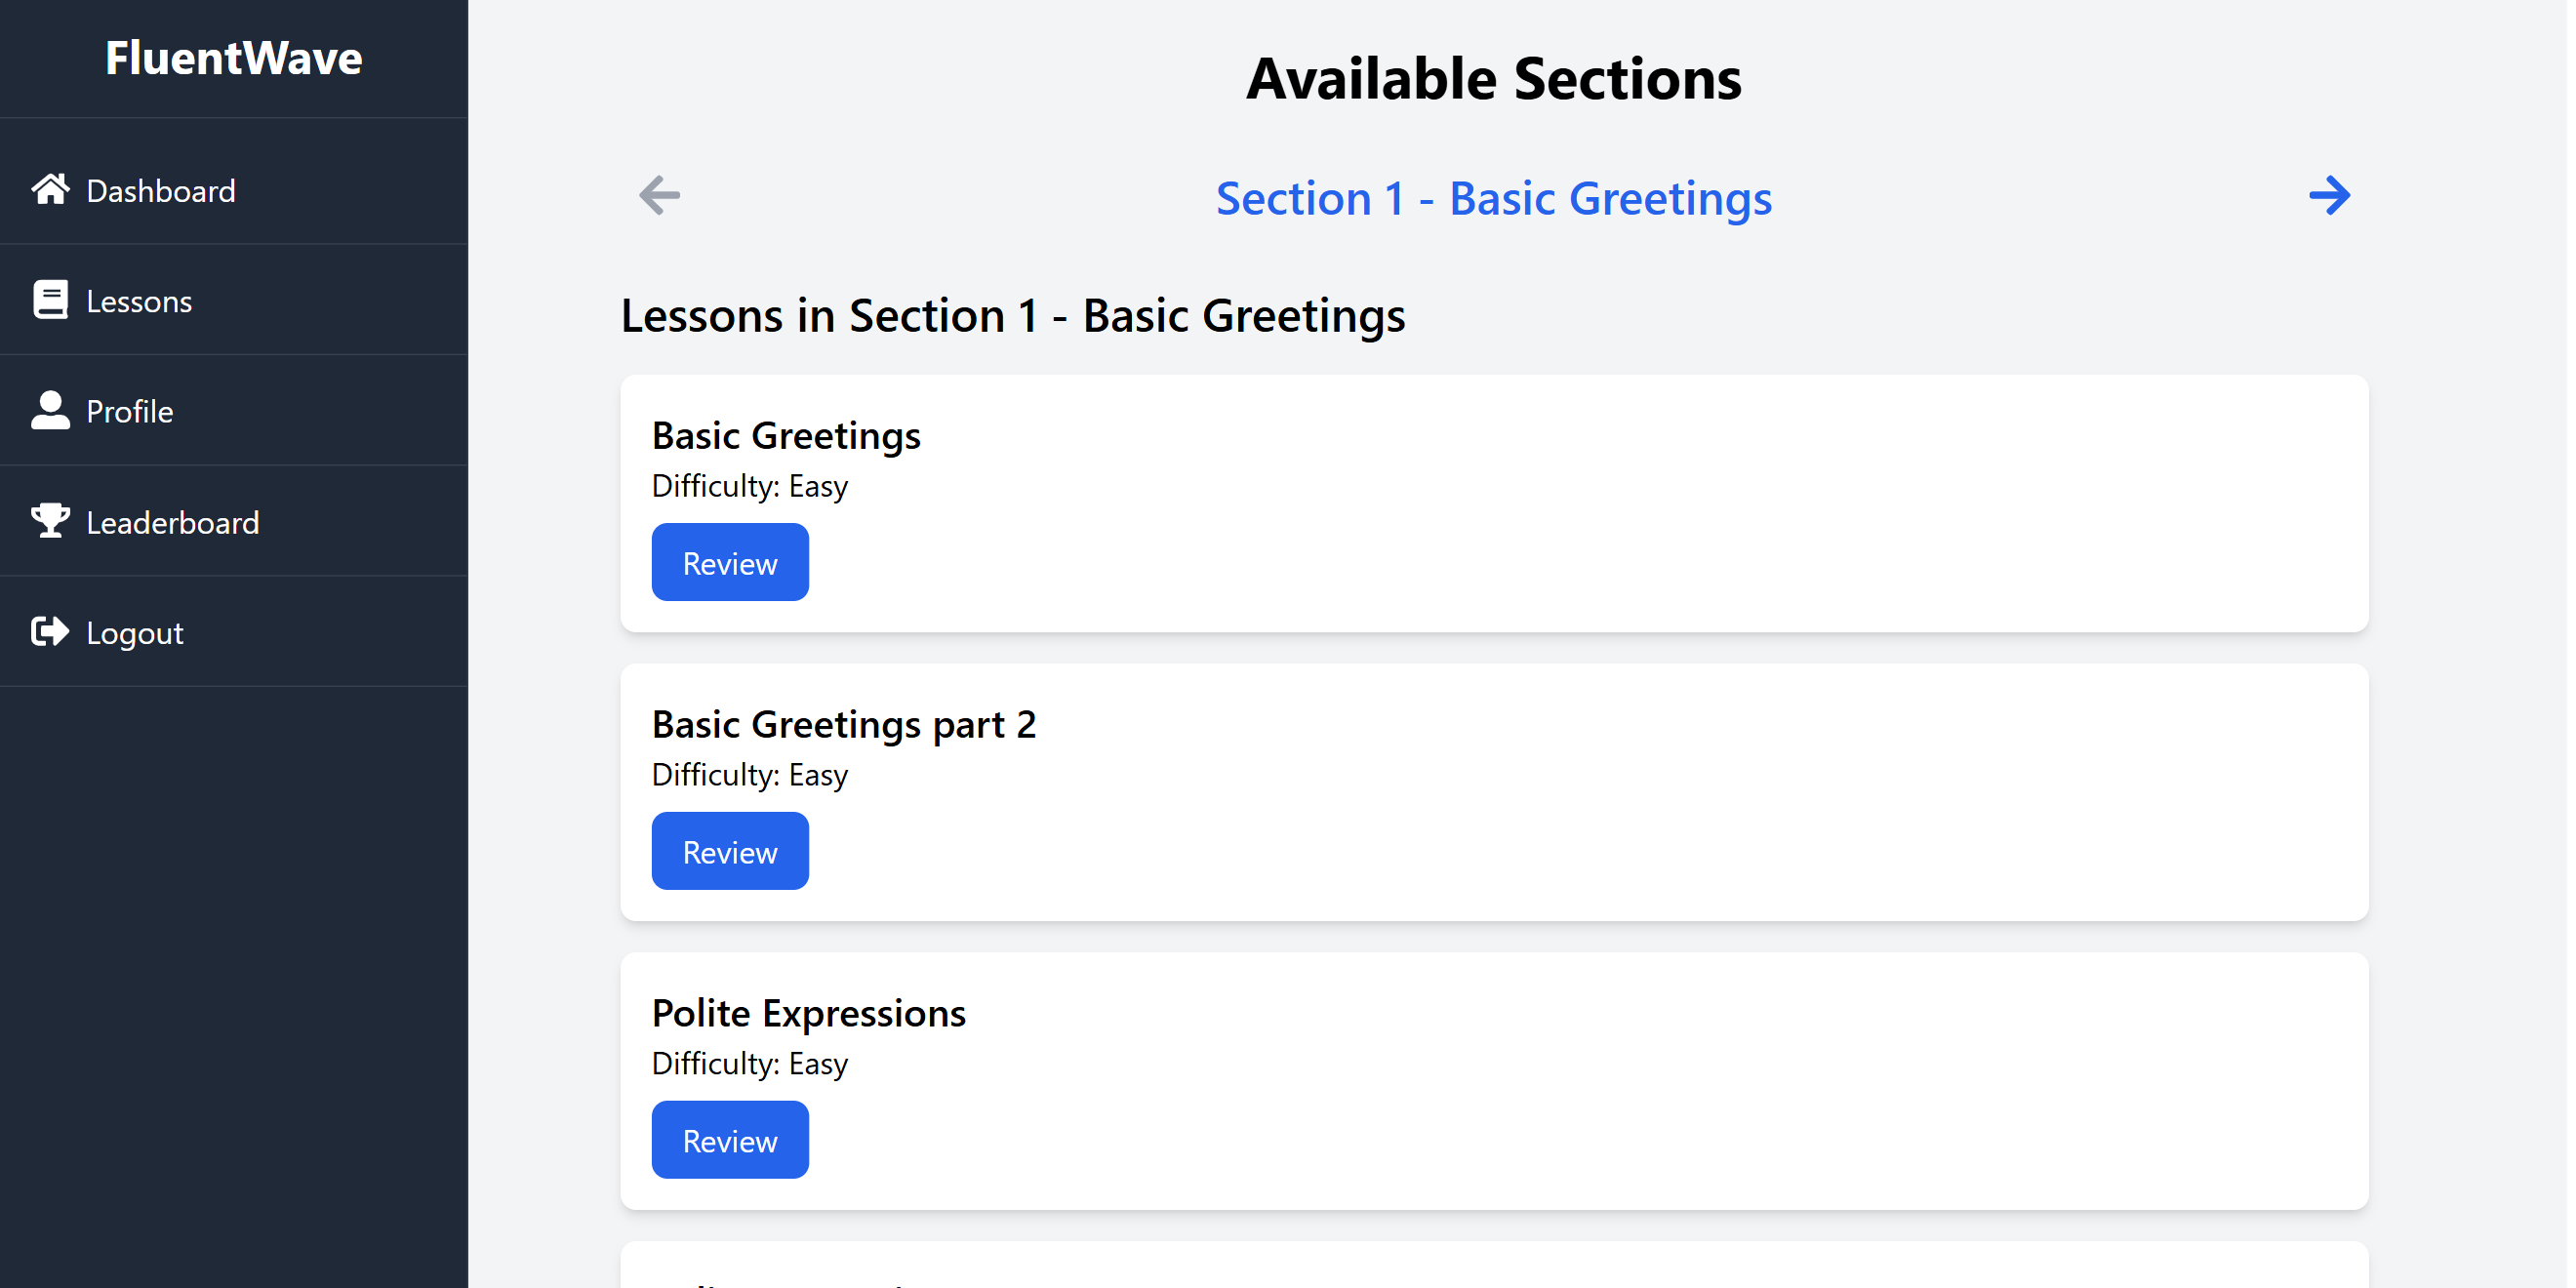 FluentWave
Dashboard
Lessons
Profile
Leaderboard
Logout
Available Sections
Section 1 - Basic Greetings
Lessons in Section 1 - Basic Greetings
Basic Greetings
Difficulty: Easy
Review
Basic Greetings part 2
Difficulty: Easy
Review
Polite Expressions
Difficulty: Easy
Review